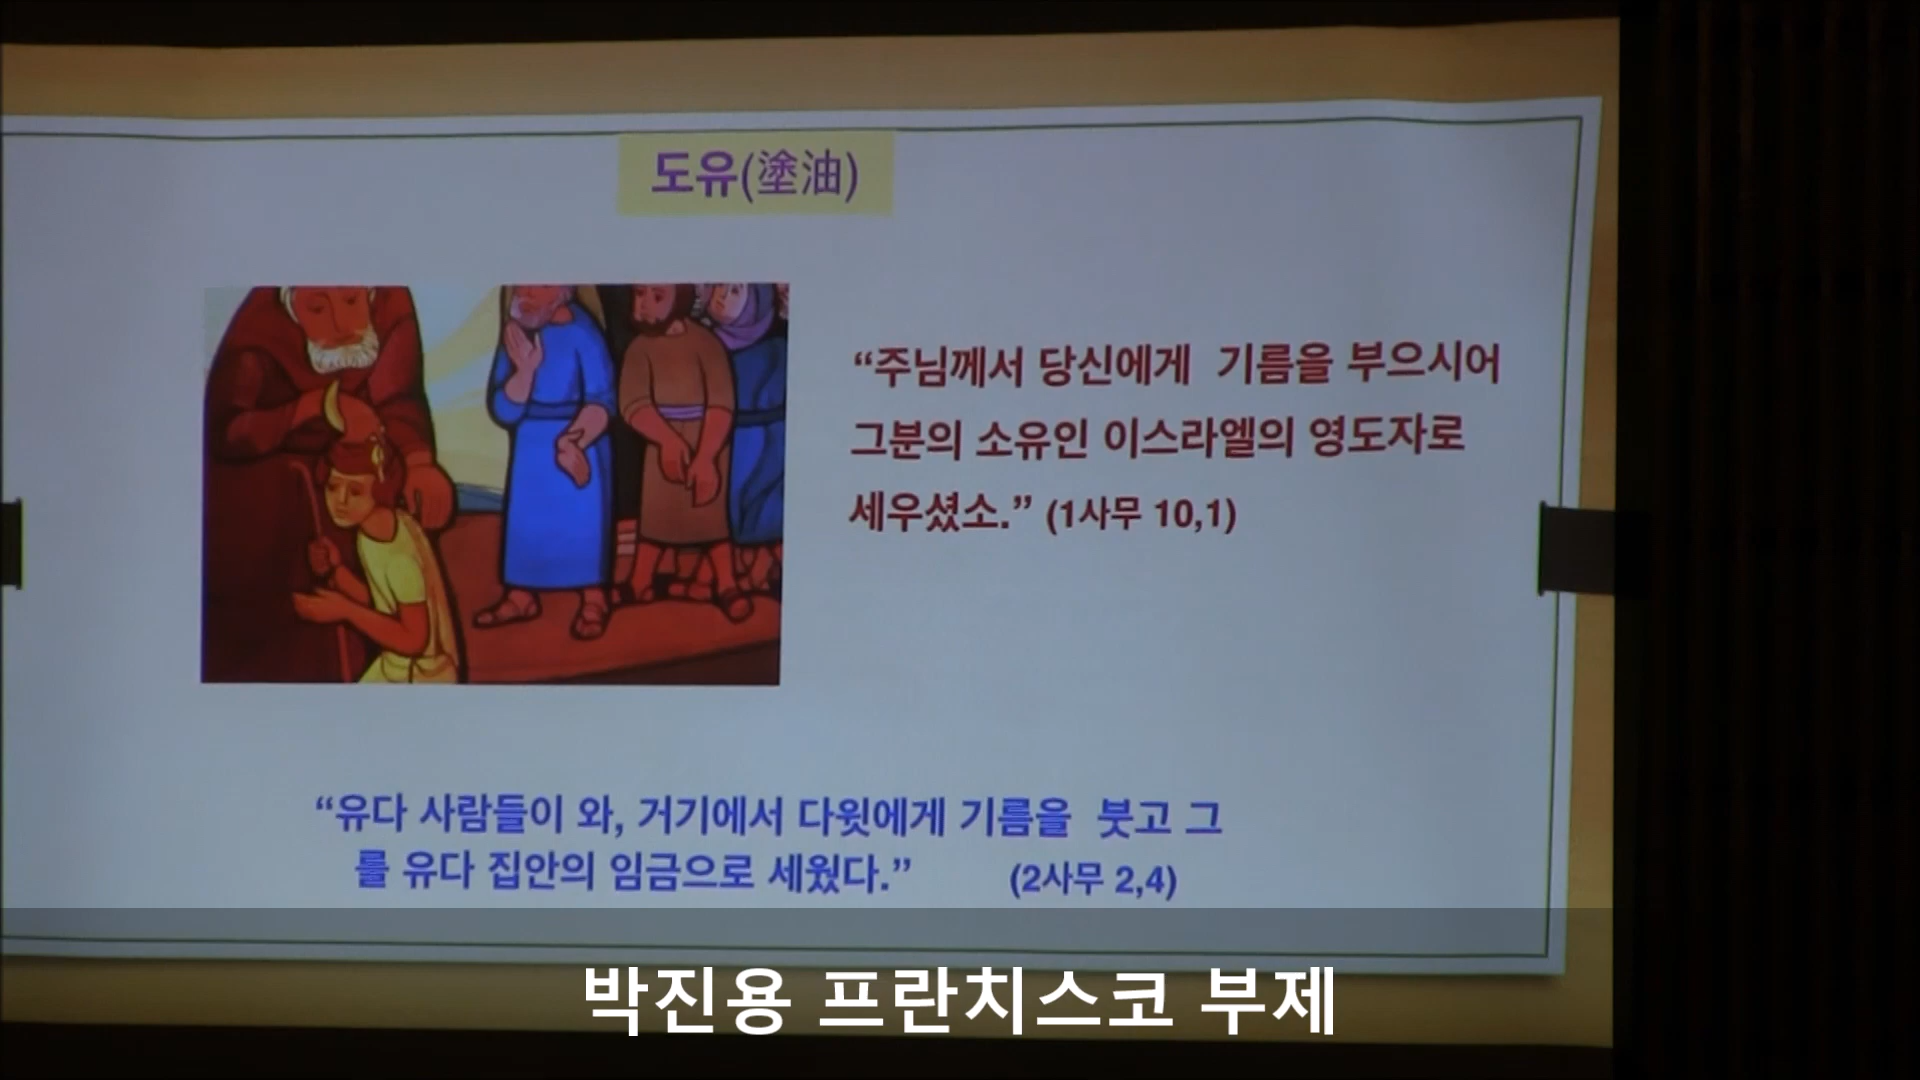 도유(塗油)
“주님께서 당신에게 기름을 부으시어
그분의 소유인 이스라엘의 영도자로
세우셨소.” (1사무 10,1)
“유다 사람들이 와, 거기에서 다윗에게 기름을 붓고 그
를 유다 집안의 임금으로 세웠다.” (2사무 2,4)
박진용 프란치스코 부제